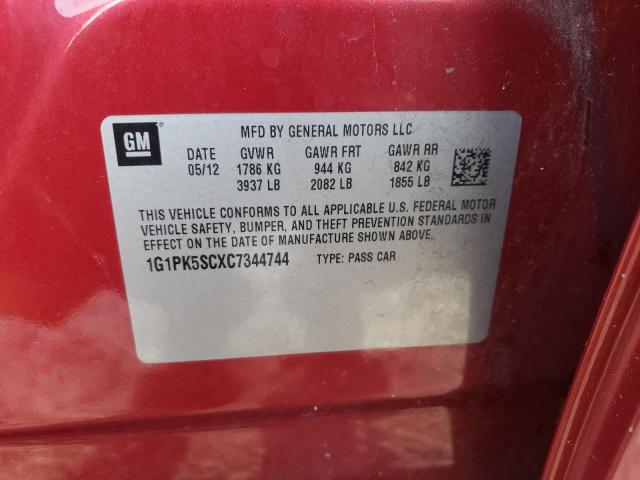 GM
MFD BY GENERAL MOTORS LLC
DATE GVWR GAWR FRT GAWR RR
05/12 1786 KG 944 KG 842 KG
3937 LB 2082 LB 1855 LB
THIS VEHICLE CONFORMS TO ALL APPLICABLE U.S. FEDERAL MOTOR
VEHICLE SAFETY, BUMPER, AND THEFT PREVENTION STANDARDS IN
EFFECT ON THE DATE OF MANUFACTURE SHOWN ABOVE.
1G1PK5SCXC7344744 TYPE: PASS CAR